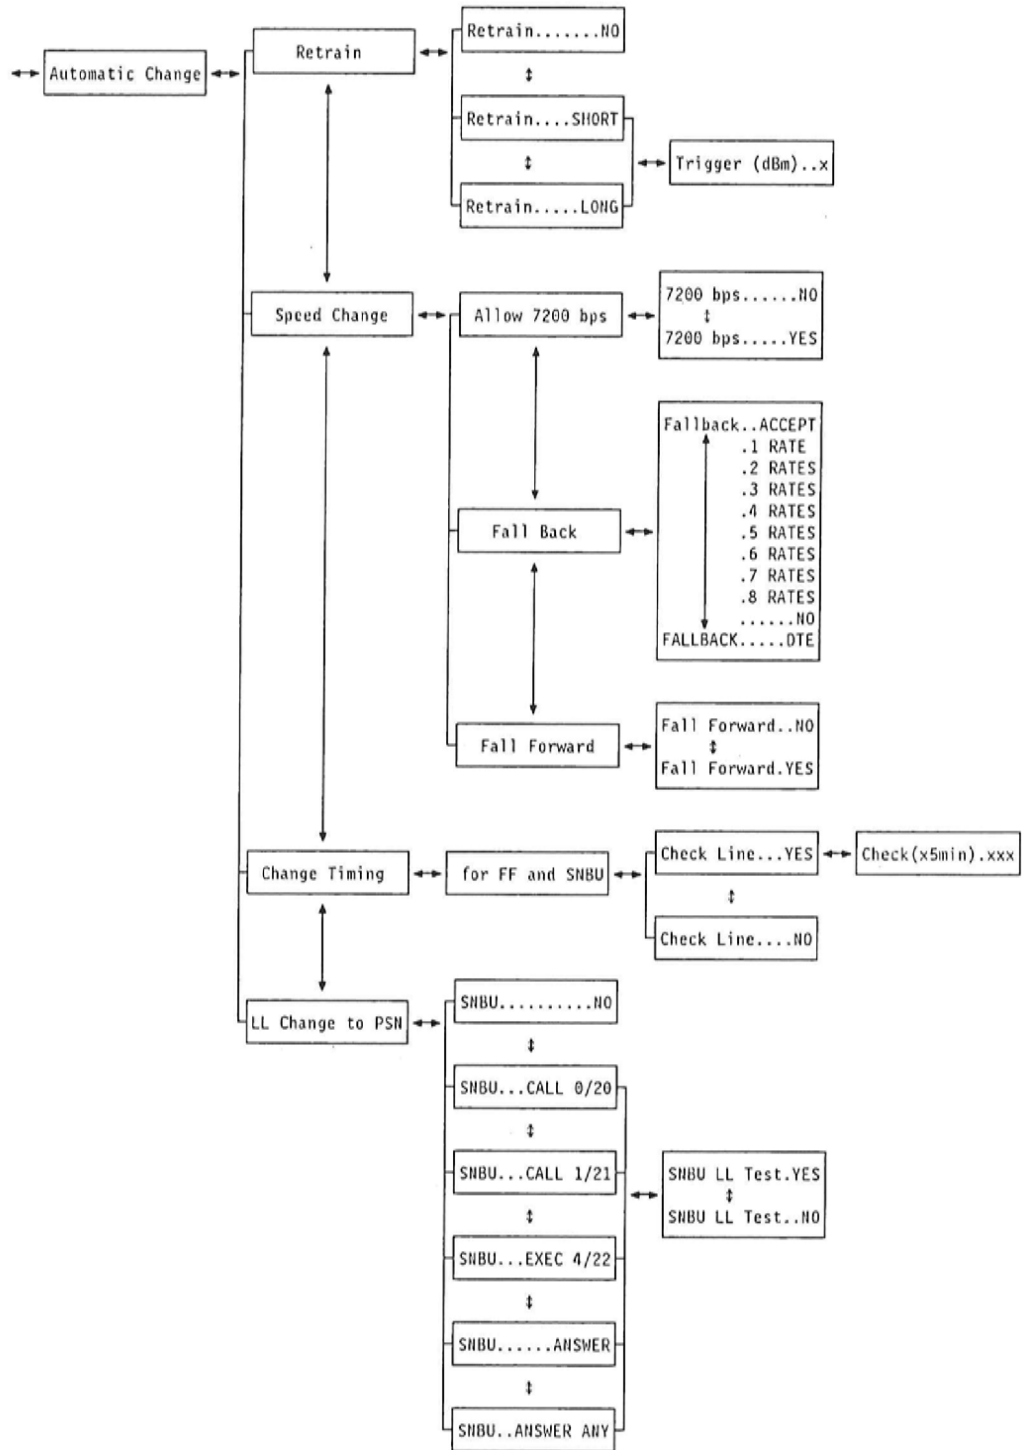 Automatic Change
Retrain
Retrain.......NO
Retrain....SHORT
Retrain.....LONG
Trigger (dBm)..x
Speed Change
Allow 7200 bps
7200 bps......NO
7200 bps.....YES
Fall Back
Fallback..ACCEPT
.1 RATE
.2 RATES
.3 RATES
.4 RATES
.5 RATES
.6 RATES
.7 RATES
.8 RATES
......NO
FALLBACK.....DTE
Fall Forward
Fall Forward..NO
Fall Forward.YES
Change Timing
for FF and SNBU
Check Line...YES
Check(x5min).xxx
Check Line....NO
LL Change to PSN
SNBU..........NO
SNBU...CALL 0/20
SNBU...CALL 1/21
SNBU...EXEC 4/22
SNBU......ANSWER
SNBU..ANSWER ANY
SNBU LL Test.YES
SNBU LL Test..NO